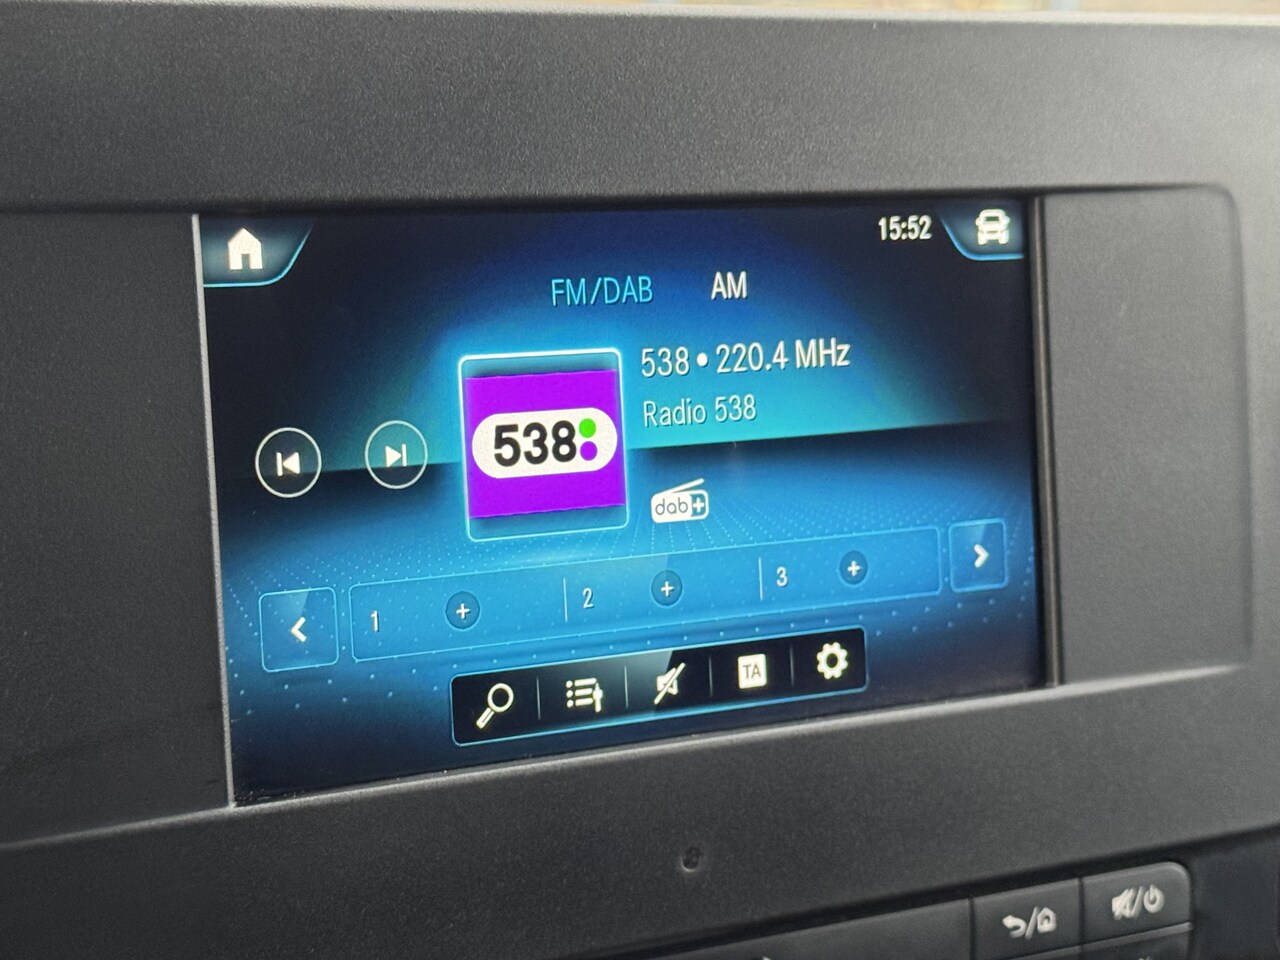 15:52
FM/DAB AM
538 • 220.4 MHz
Radio 538
538
dab+
1 + 2 + 3 +
TA